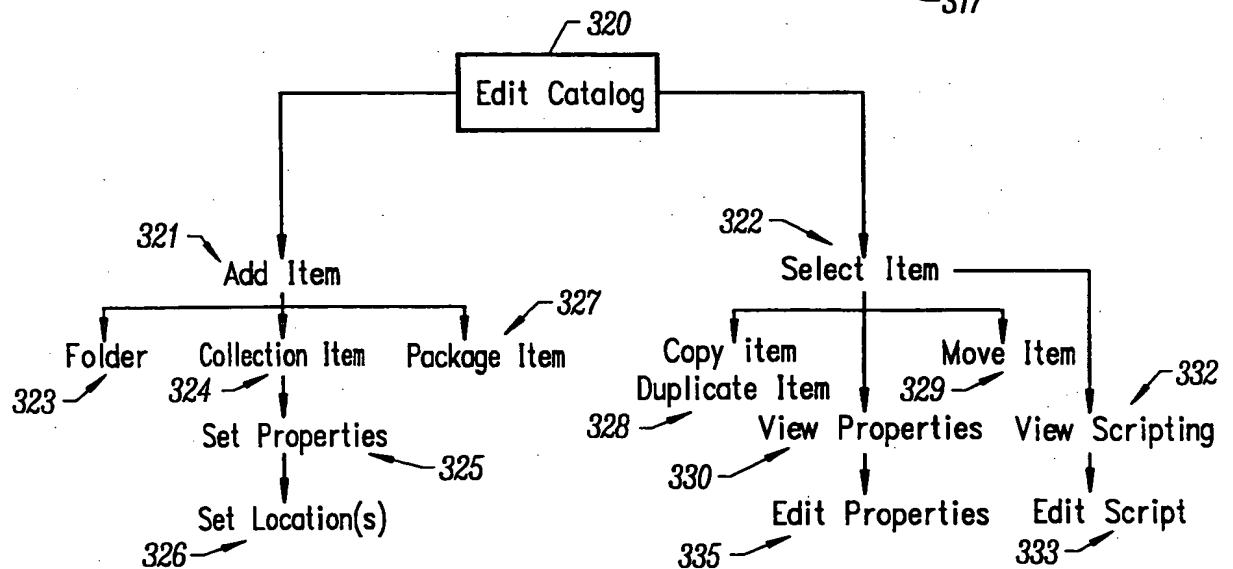 317
320
Edit Catalog
321
Add Item
322
Select Item
327
Folder
Collection Item
Package Item
Copy item
Duplicate Item
Move Item
323
324
328
329
332
Set Properties
325
View Properties
330
View Scripting
Set Location(s)
326
Edit Properties
335
Edit Script
333